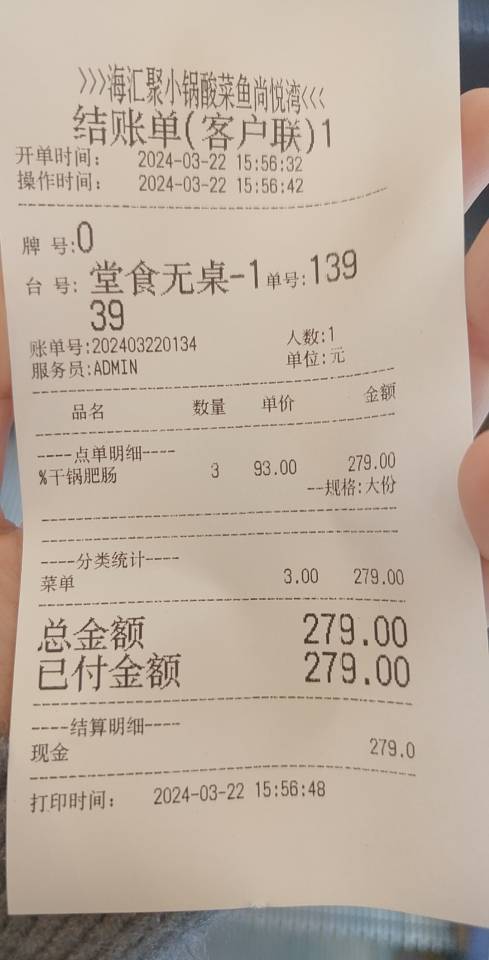 >>>海汇聚小锅酸菜鱼尚悦湾<<<
结账单(客户联)1
开单时间: 2024-03-22 15:56:32
操作时间: 2024-03-22 15:56:42
牌 号:0
台 号: 堂食无桌-1 单号:139
39
账单号:202403220134 人数:1
服务员:ADMIN 单位:元
品名 数量 单价 金额
----点单明细----
%干锅肥肠 3 93.00 279.00
--规格:大份
----分类统计----
菜单 3.00 279.00
总金额 279.00
已付金额 279.00
----结算明细----
现金 279.0
打印时间: 2024-03-22 15:56:48